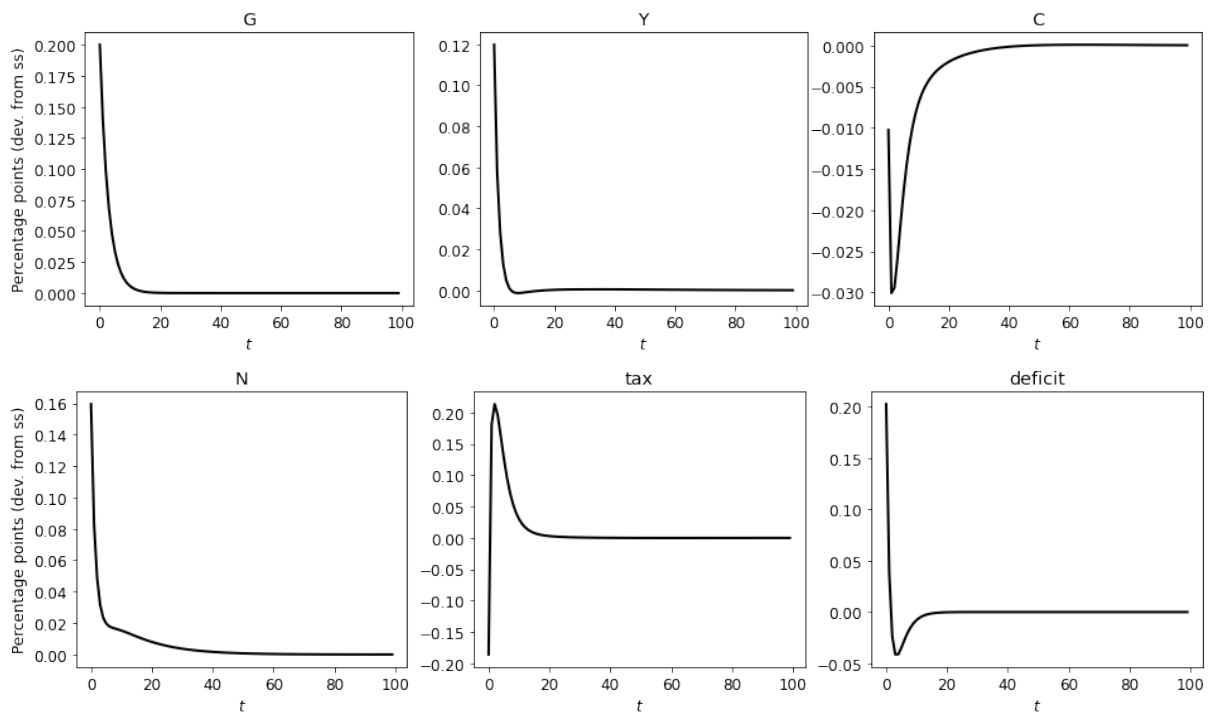 G
Percentage points (dev. from ss)
0.200
0.175
0.150
0.125
0.100
0.075
0.050
0.025
0.000
0 20 40 60 80 100
t
Y
0.12
0.10
0.08
0.06
0.04
0.02
0.00
0 20 40 60 80 100
t
C
0.000
−0.005
−0.010
−0.015
−0.020
−0.025
−0.030
0 20 40 60 80 100
t
N
Percentage points (dev. from ss)
0.16
0.14
0.12
0.10
0.08
0.06
0.04
0.02
0.00
0 20 40 60 80 100
t
tax
0.20
0.15
0.10
0.05
0.00
−0.05
−0.10
−0.15
−0.20
0 20 40 60 80 100
t
deficit
0.20
0.15
0.10
0.05
0.00
−0.05
0 20 40 60 80 100
t